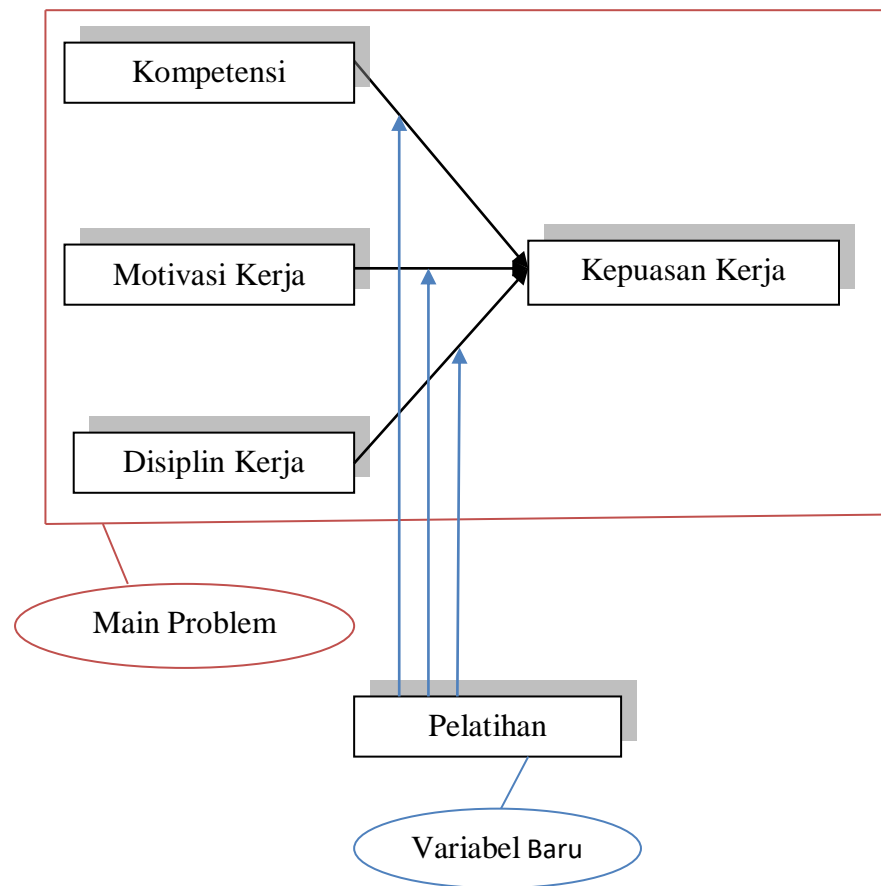 Kompetensi
Motivasi Kerja
Kepuasan Kerja
Disiplin Kerja
Main Problem
Pelatihan
Variabel Baru